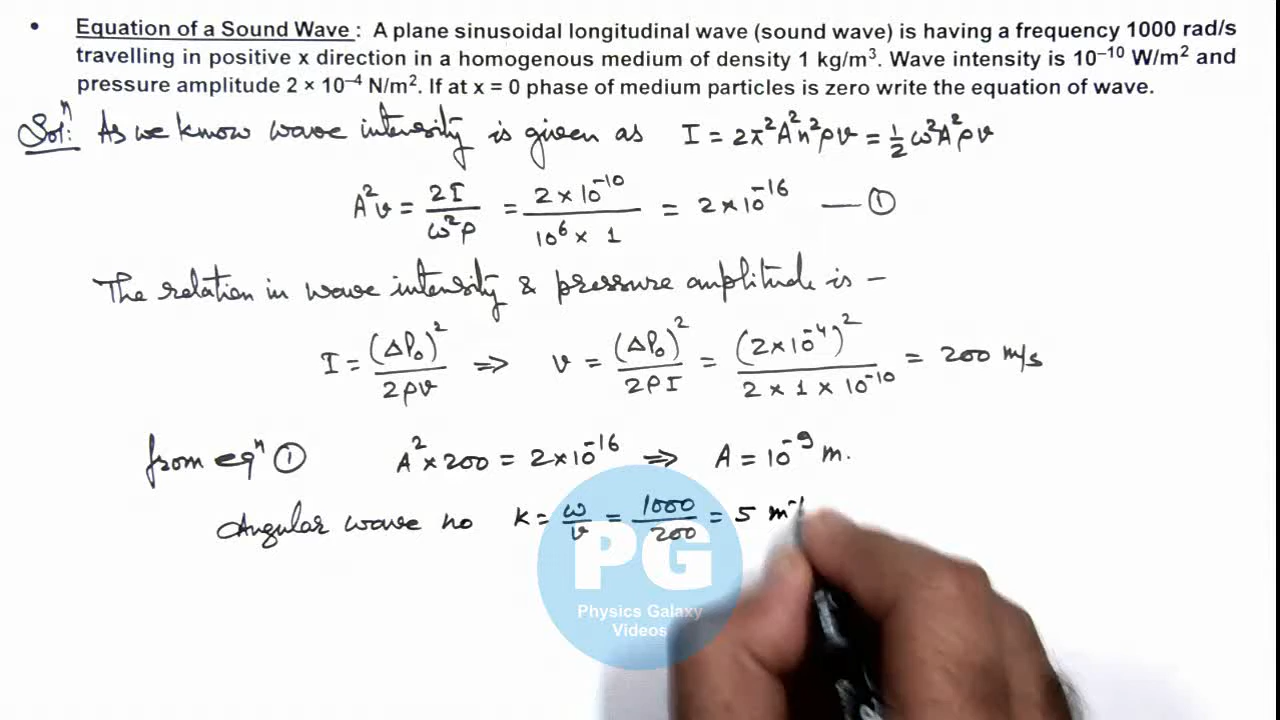 • Equation of a Sound Wave : A plane sinusoidal longitudinal wave (sound wave) is having a frequency 1000 rad/s
travelling in positive x direction in a homogenous medium of density 1 kg/m³. Wave intensity is 10⁻¹⁰ W/m² and
pressure amplitude 2 × 10⁻⁴ N/m². If at x = 0 phase of medium particles is zero write the equation of wave.
Solⁿ: As we know wave intensity is given as I = 2π²A²n²ρv = ½ω²A²ρv
A²v = 2I/ω²ρ = 2×10⁻¹⁰/10⁶×1 = 2×10⁻¹⁶ —①
The relation in wave intensity & pressure amplitude is –
I = (ΔP₀)²/2ρv ⇒ v = (ΔP₀)²/2ρI = (2×10⁻⁴)²/2×1×10⁻¹⁰ = 200 m/s
from eqⁿ ① A²×200 = 2×10⁻¹⁶ ⇒ A = 10⁻⁹ m.
Angular wave no k = ω/v = 1000/200 = 5 m⁻¹
PG
Physics Galaxy
Videos